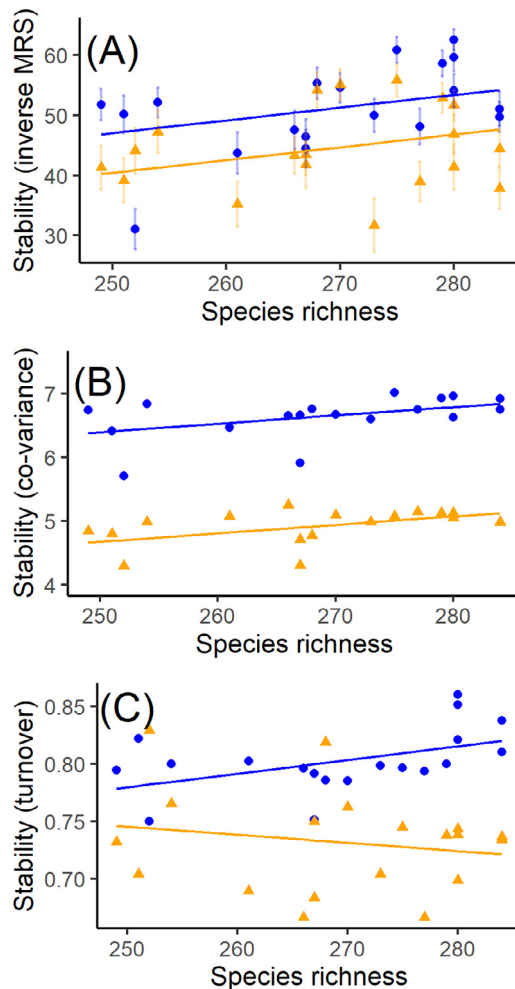 (A)
Stability (inverse MRS)
60
50
40
30
250
260
270
280
Species richness
(B)
Stability (co-variance)
7
6
5
4
250
260
270
280
Species richness
(C)
Stability (turnover)
0.85
0.80
0.75
0.70
250
260
270
280
Species richness